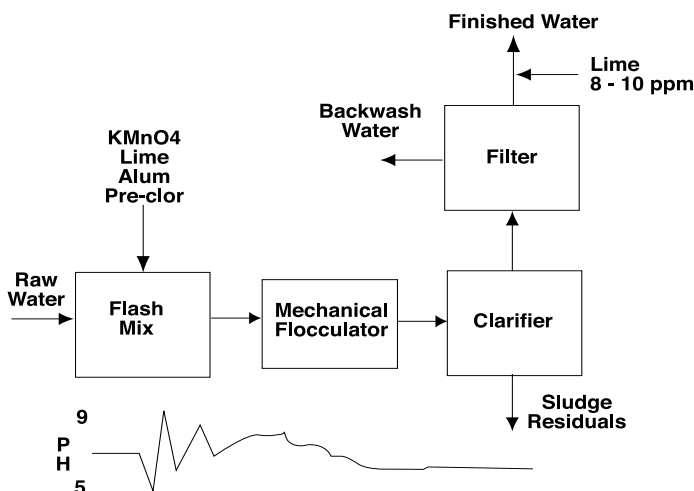 Finished Water
Lime
8 - 10 ppm
Backwash
Water
Filter
KMnO4
Lime
Alum
Pre-clor
Raw
Water
Flash
Mix
Mechanical
Flocculator
Clarifier
Sludge
Residuals
9
P
H
5